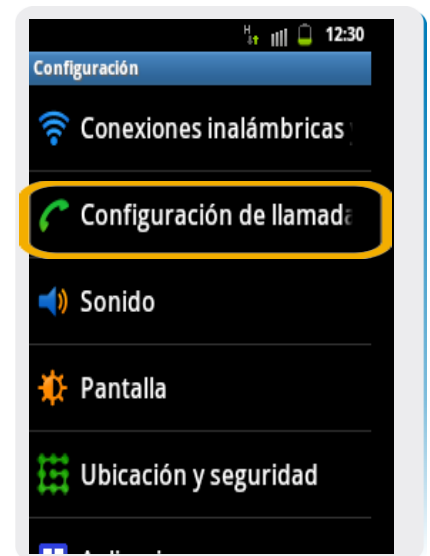 H 12:30
Configuración
Conexiones inalámbricas
Configuración de llamada
Sonido
Pantalla
Ubicación y seguridad